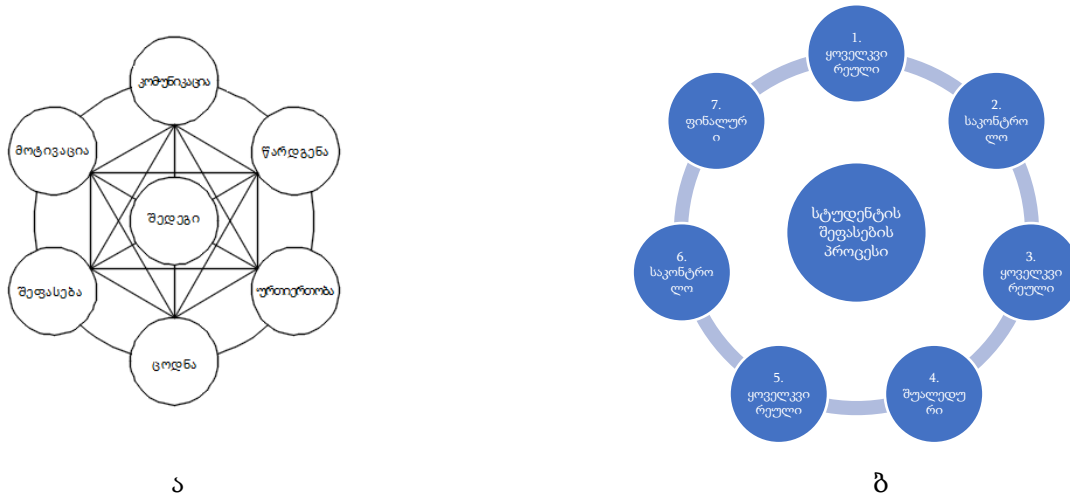 კომუნიკაცია
მოტივაცია
წარდგენა
შედეგი
შეფასება
ურთიერთობა
ცოდნა
ა
1.
ყოველკვი
რეული
2.
საკონტრო
ლო
3.
ყოველკვი
რეული
4.
შუალედუ
რი
5.
ყოველკვი
რეული
6.
საკონტრო
ლო
7.
ფინალურ
ი
სტუდენტის
შეფასების
პროცესი
ბ